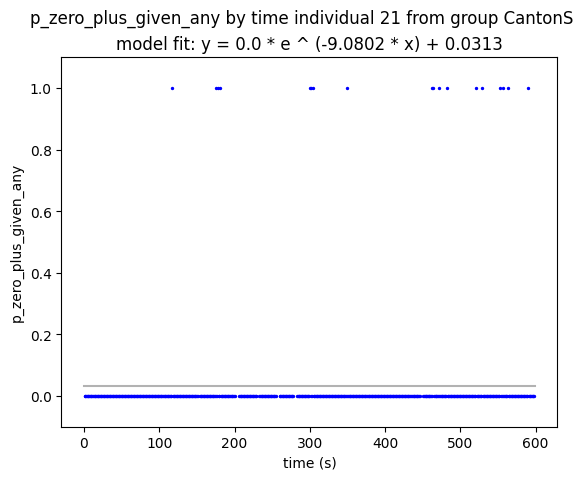 p_zero_plus_given_any by time individual 21 from group CantonS
model fit: y = 0.0 * e ^ (-9.0802 * x) + 0.0313
1.0
0.8
0.6
0.4
0.2
0.0
p_zero_plus_given_any
0 100 200 300 400 500 600
time (s)